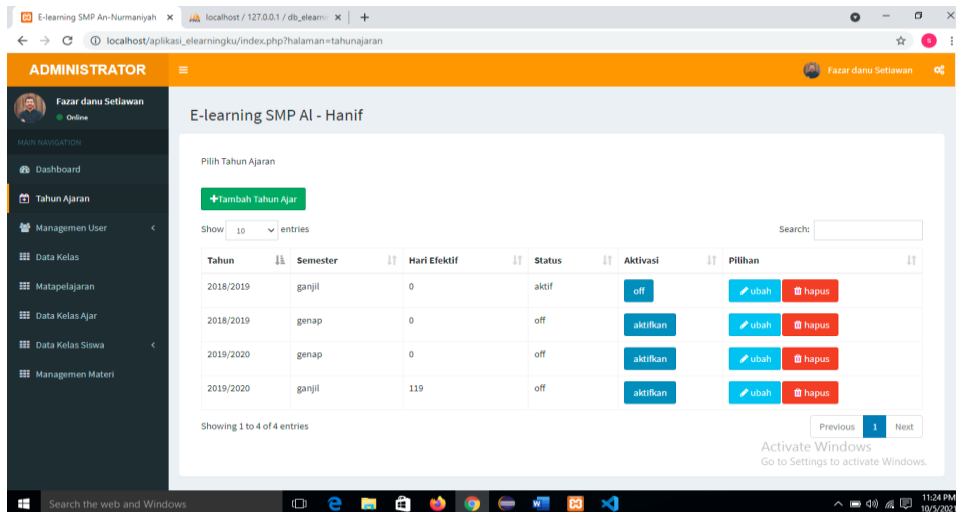 E-learning SMP An-Nurmaniyah
localhost / 127.0.0.1 / db_elearni
localhost/aplikasi_elearningku/index.php?halaman=tahunajaran
ADMINISTRATOR
Fazar danu Setiawan
Fazar danu Setiawan
Online
E-learning SMP Al - Hanif
MAIN NAVIGATION
Dashboard
Tahun Ajaran
Managemen User
Data Kelas
Matapelajaran
Data Kelas Ajar
Data Kelas Siswa
Managemen Materi
Pilih Tahun Ajaran
+Tambah Tahun Ajar
Show 10 entries Search:
Tahun Semester Hari Efektif Status Aktivasi Pilihan
2018/2019 ganjil 0 aktif off ubah hapus
2018/2019 genap 0 off aktifkan ubah hapus
2019/2020 genap 0 off aktifkan ubah hapus
2019/2020 ganjil 119 off aktifkan ubah hapus
Showing 1 to 4 of 4 entries Previous 1 Next
Activate Windows
Go to Settings to activate Windows.
Search the web and Windows
11:24 PM
10/5/2021